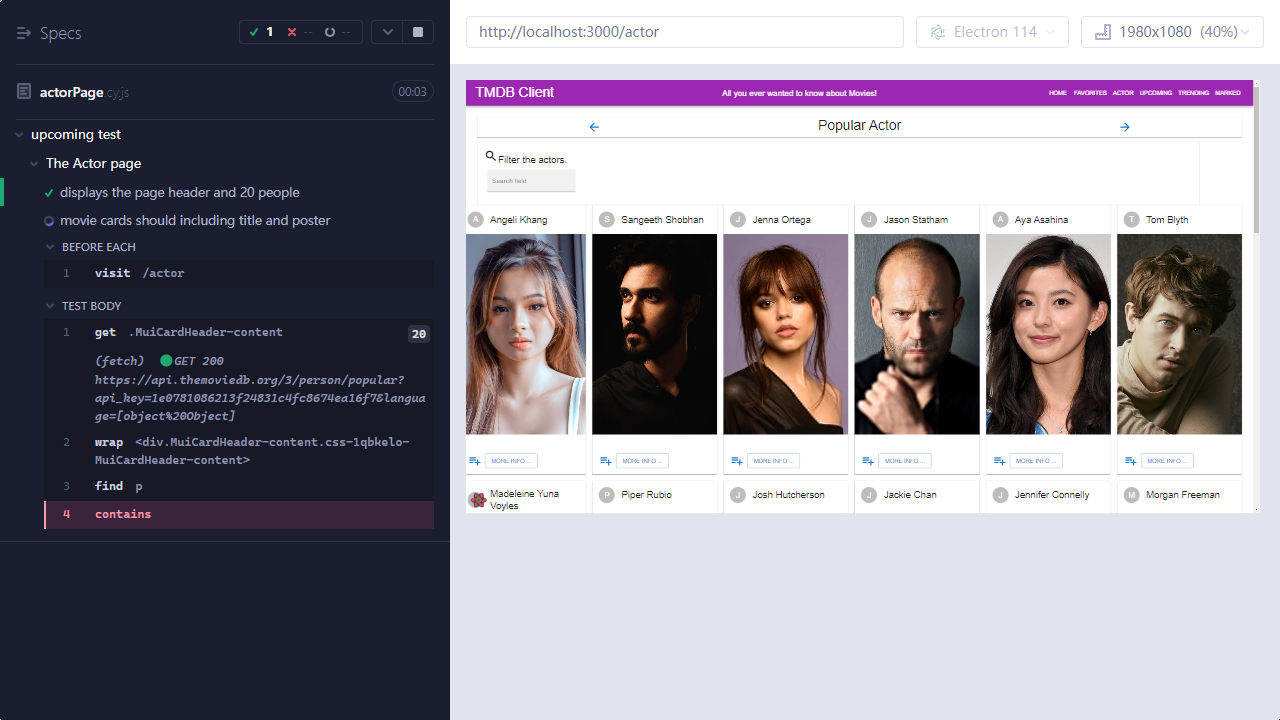 Specs
1
--
--
actorPage.cy.js
00:03
upcoming test
The Actor page
displays the page header and 20 people
movie cards should including title and poster
BEFORE EACH
1 visit /actor
TEST BODY
1 get .MuiCardHeader-content 20
(fetch) GET 200
https://api.themoviedb.org/3/person/popular?
api_key=1e0781086213f24831c4fc8674ea16f7&langua
ge=[object%20Object]
2 wrap <div.MuiCardHeader-content.css-1qbkelo-
MuiCardHeader-content>
3 find p
4 contains
http://localhost:3000/actor
Electron 114
1980x1080 (40%)
TMDB Client
All you ever wanted to know about Movies!
HOME FAVORITES ACTOR UPCOMING TRENDING MARKED
Popular Actor
Filter the actors.
Search field
A Angeli Khang
S Sangeeth Shobhan
J Jenna Ortega
J Jason Statham
A Aya Asahina
T Tom Blyth
MORE INFO ...
MORE INFO ...
MORE INFO ...
MORE INFO ...
MORE INFO ...
MORE INFO ...
Madeleine Yuna
Voyles
P Piper Rubio
J Josh Hutcherson
J Jackie Chan
J Jennifer Connelly
M Morgan Freeman